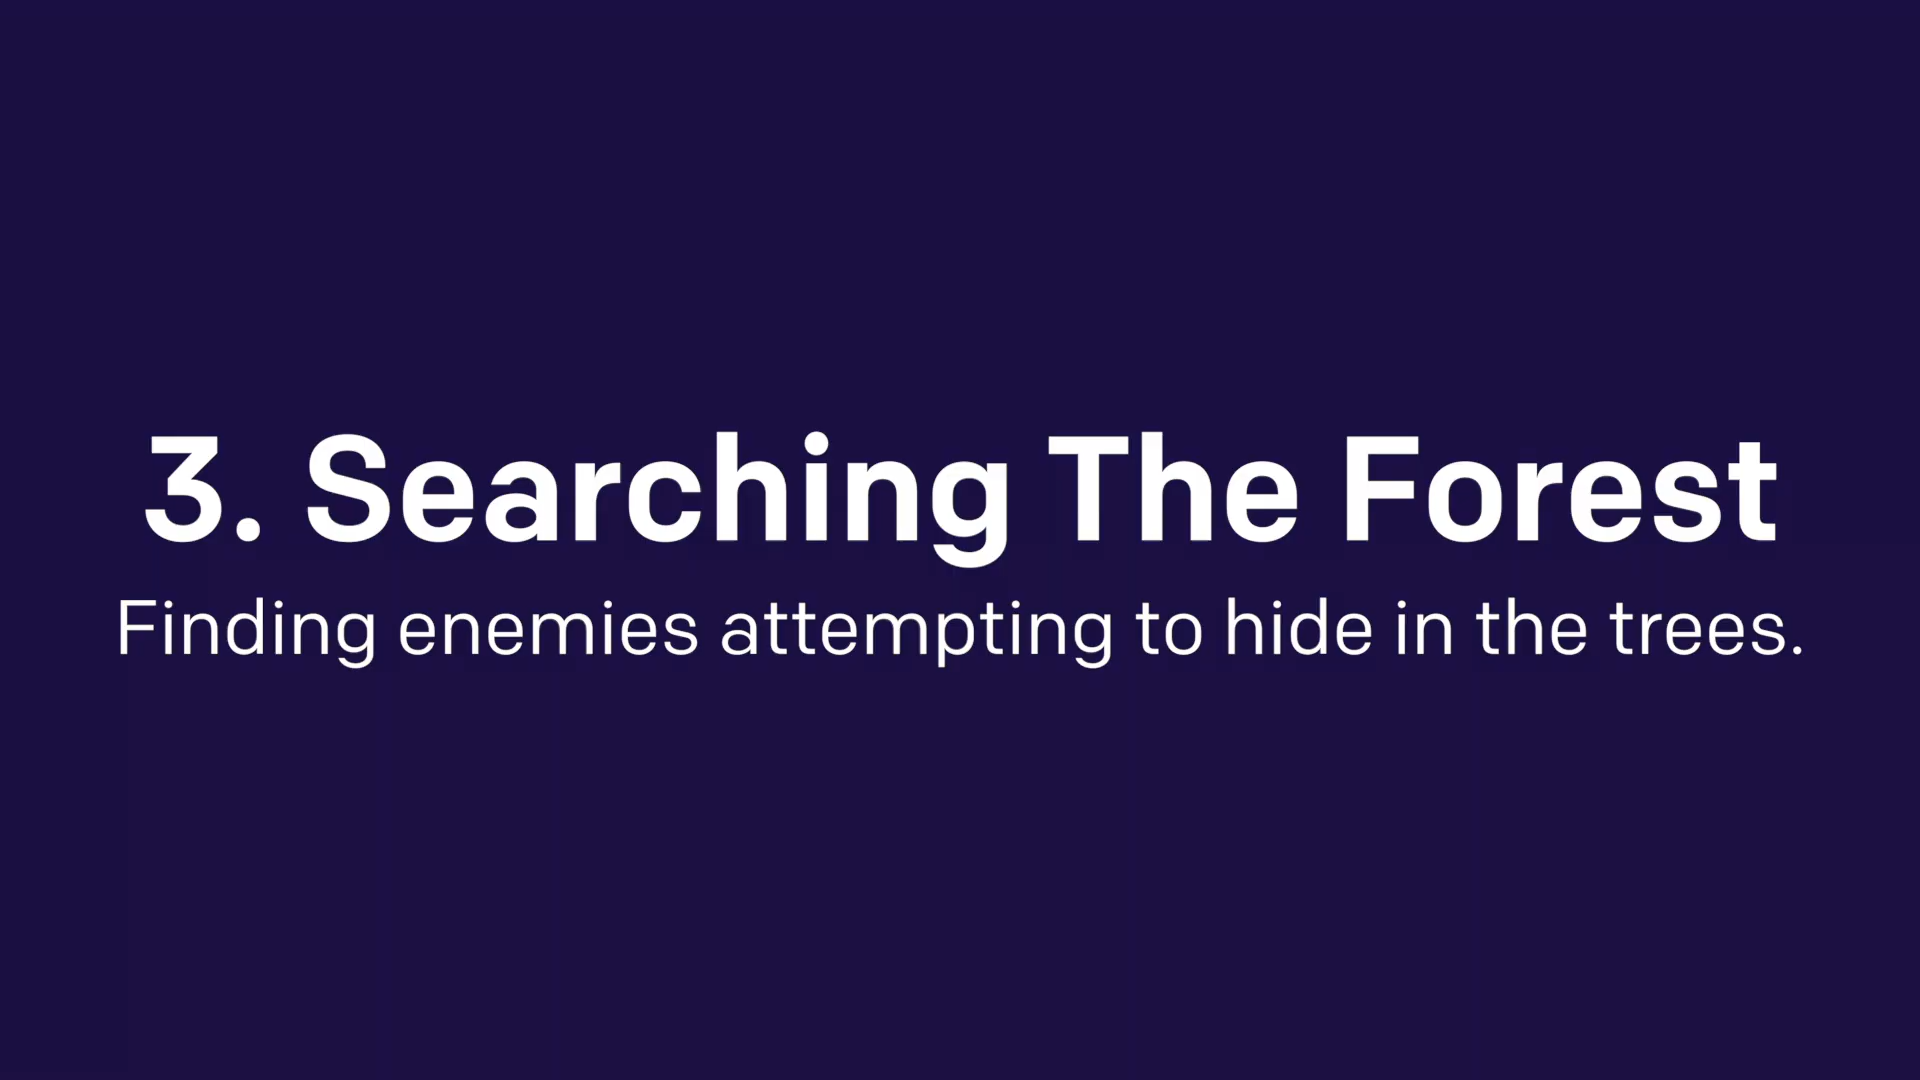 3. Searching The Forest
Finding enemies attempting to hide in the trees.